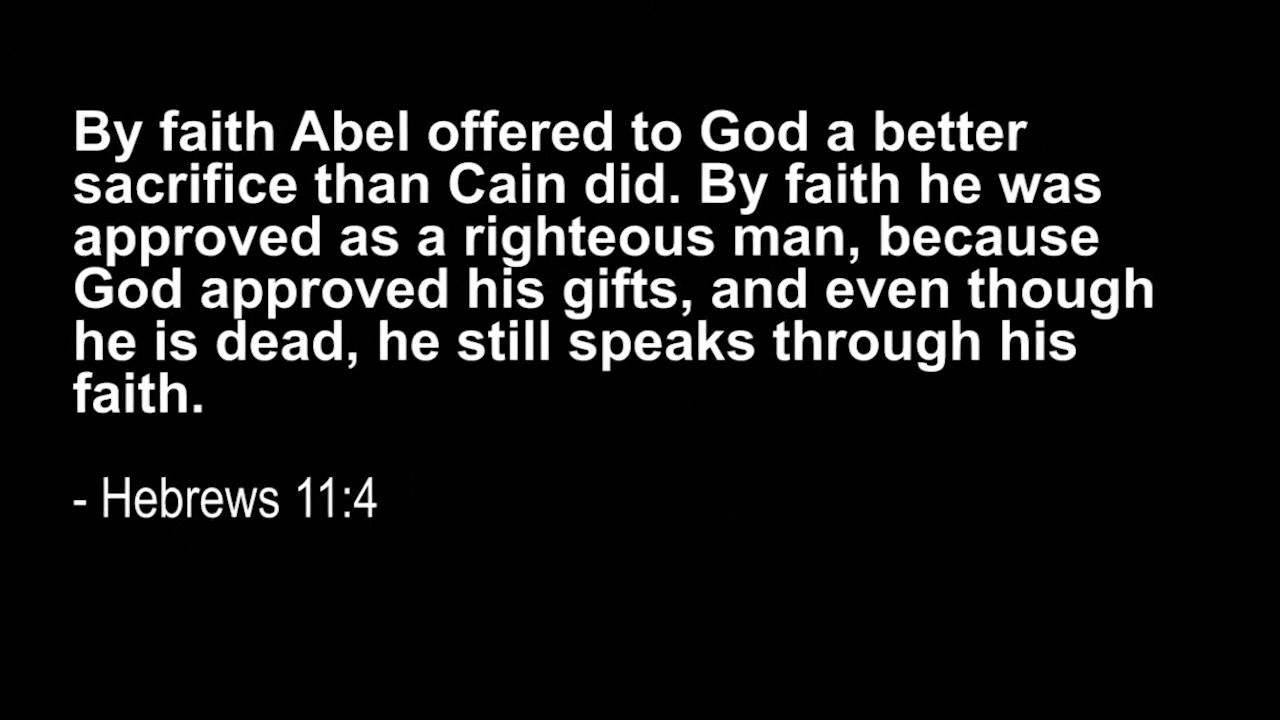 By faith Abel offered to God a better
sacrifice than Cain did. By faith he was
approved as a righteous man, because
God approved his gifts, and even though
he is dead, he still speaks through his
faith.
- Hebrews 11:4